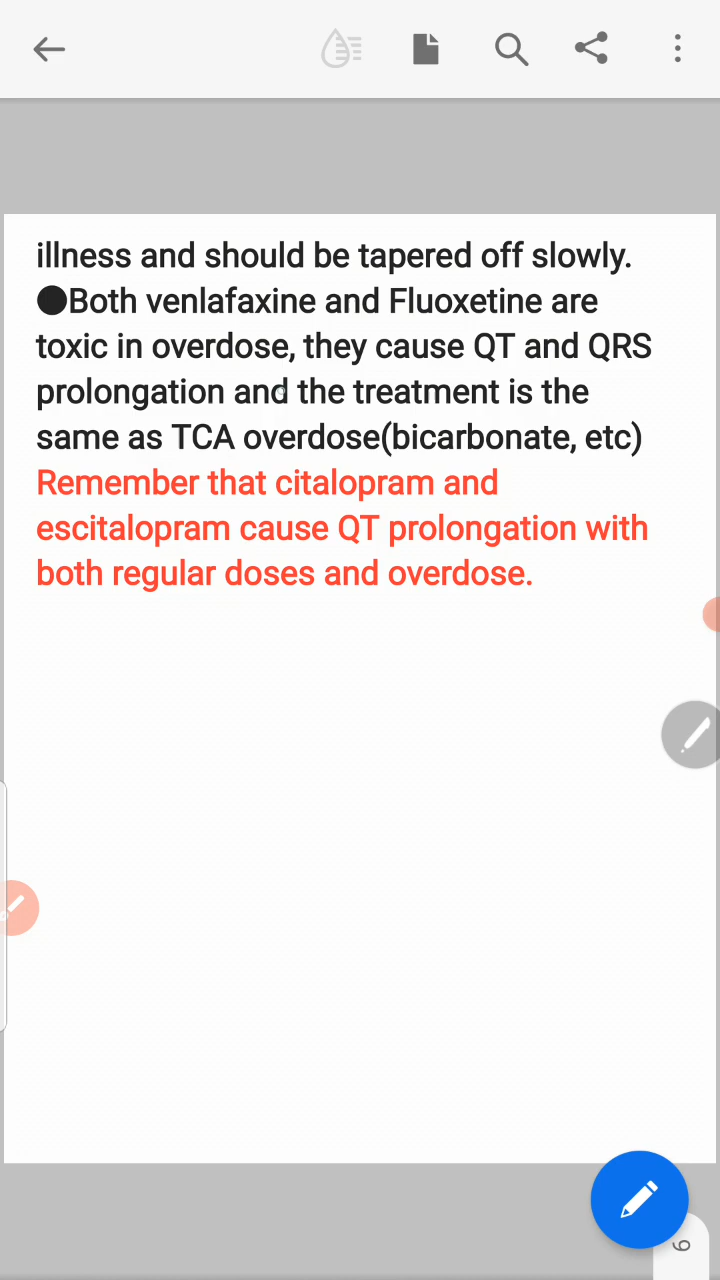 illness and should be tapered off slowly.
●Both venlafaxine and Fluoxetine are
toxic in overdose, they cause QT and QRS
prolongation and the treatment is the
same as TCA overdose(bicarbonate, etc)
Remember that citalopram and
escitalopram cause QT prolongation with
both regular doses and overdose.
6